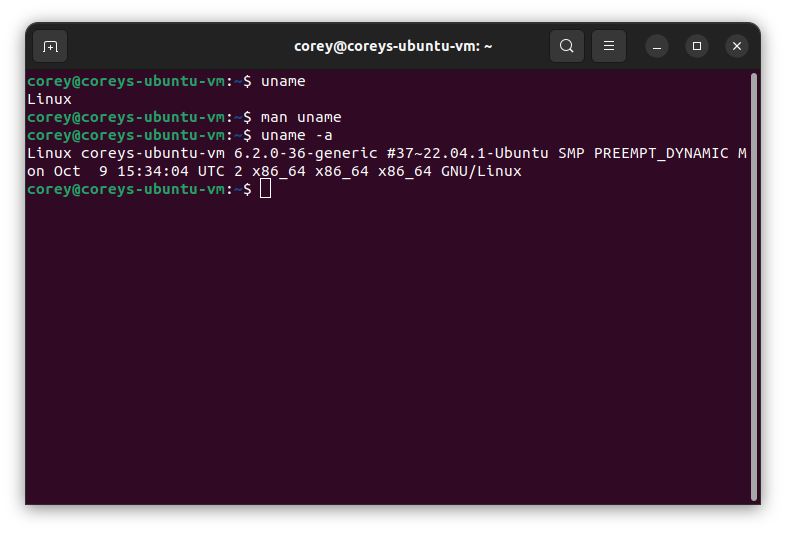 corey@coreys-ubuntu-vm: ~
corey@coreys-ubuntu-vm:~$ uname
Linux
corey@coreys-ubuntu-vm:~$ man uname
corey@coreys-ubuntu-vm:~$ uname -a
Linux coreys-ubuntu-vm 6.2.0-36-generic #37~22.04.1-Ubuntu SMP PREEMPT_DYNAMIC M
on Oct  9 15:34:04 UTC 2 x86_64 x86_64 x86_64 GNU/Linux
corey@coreys-ubuntu-vm:~$